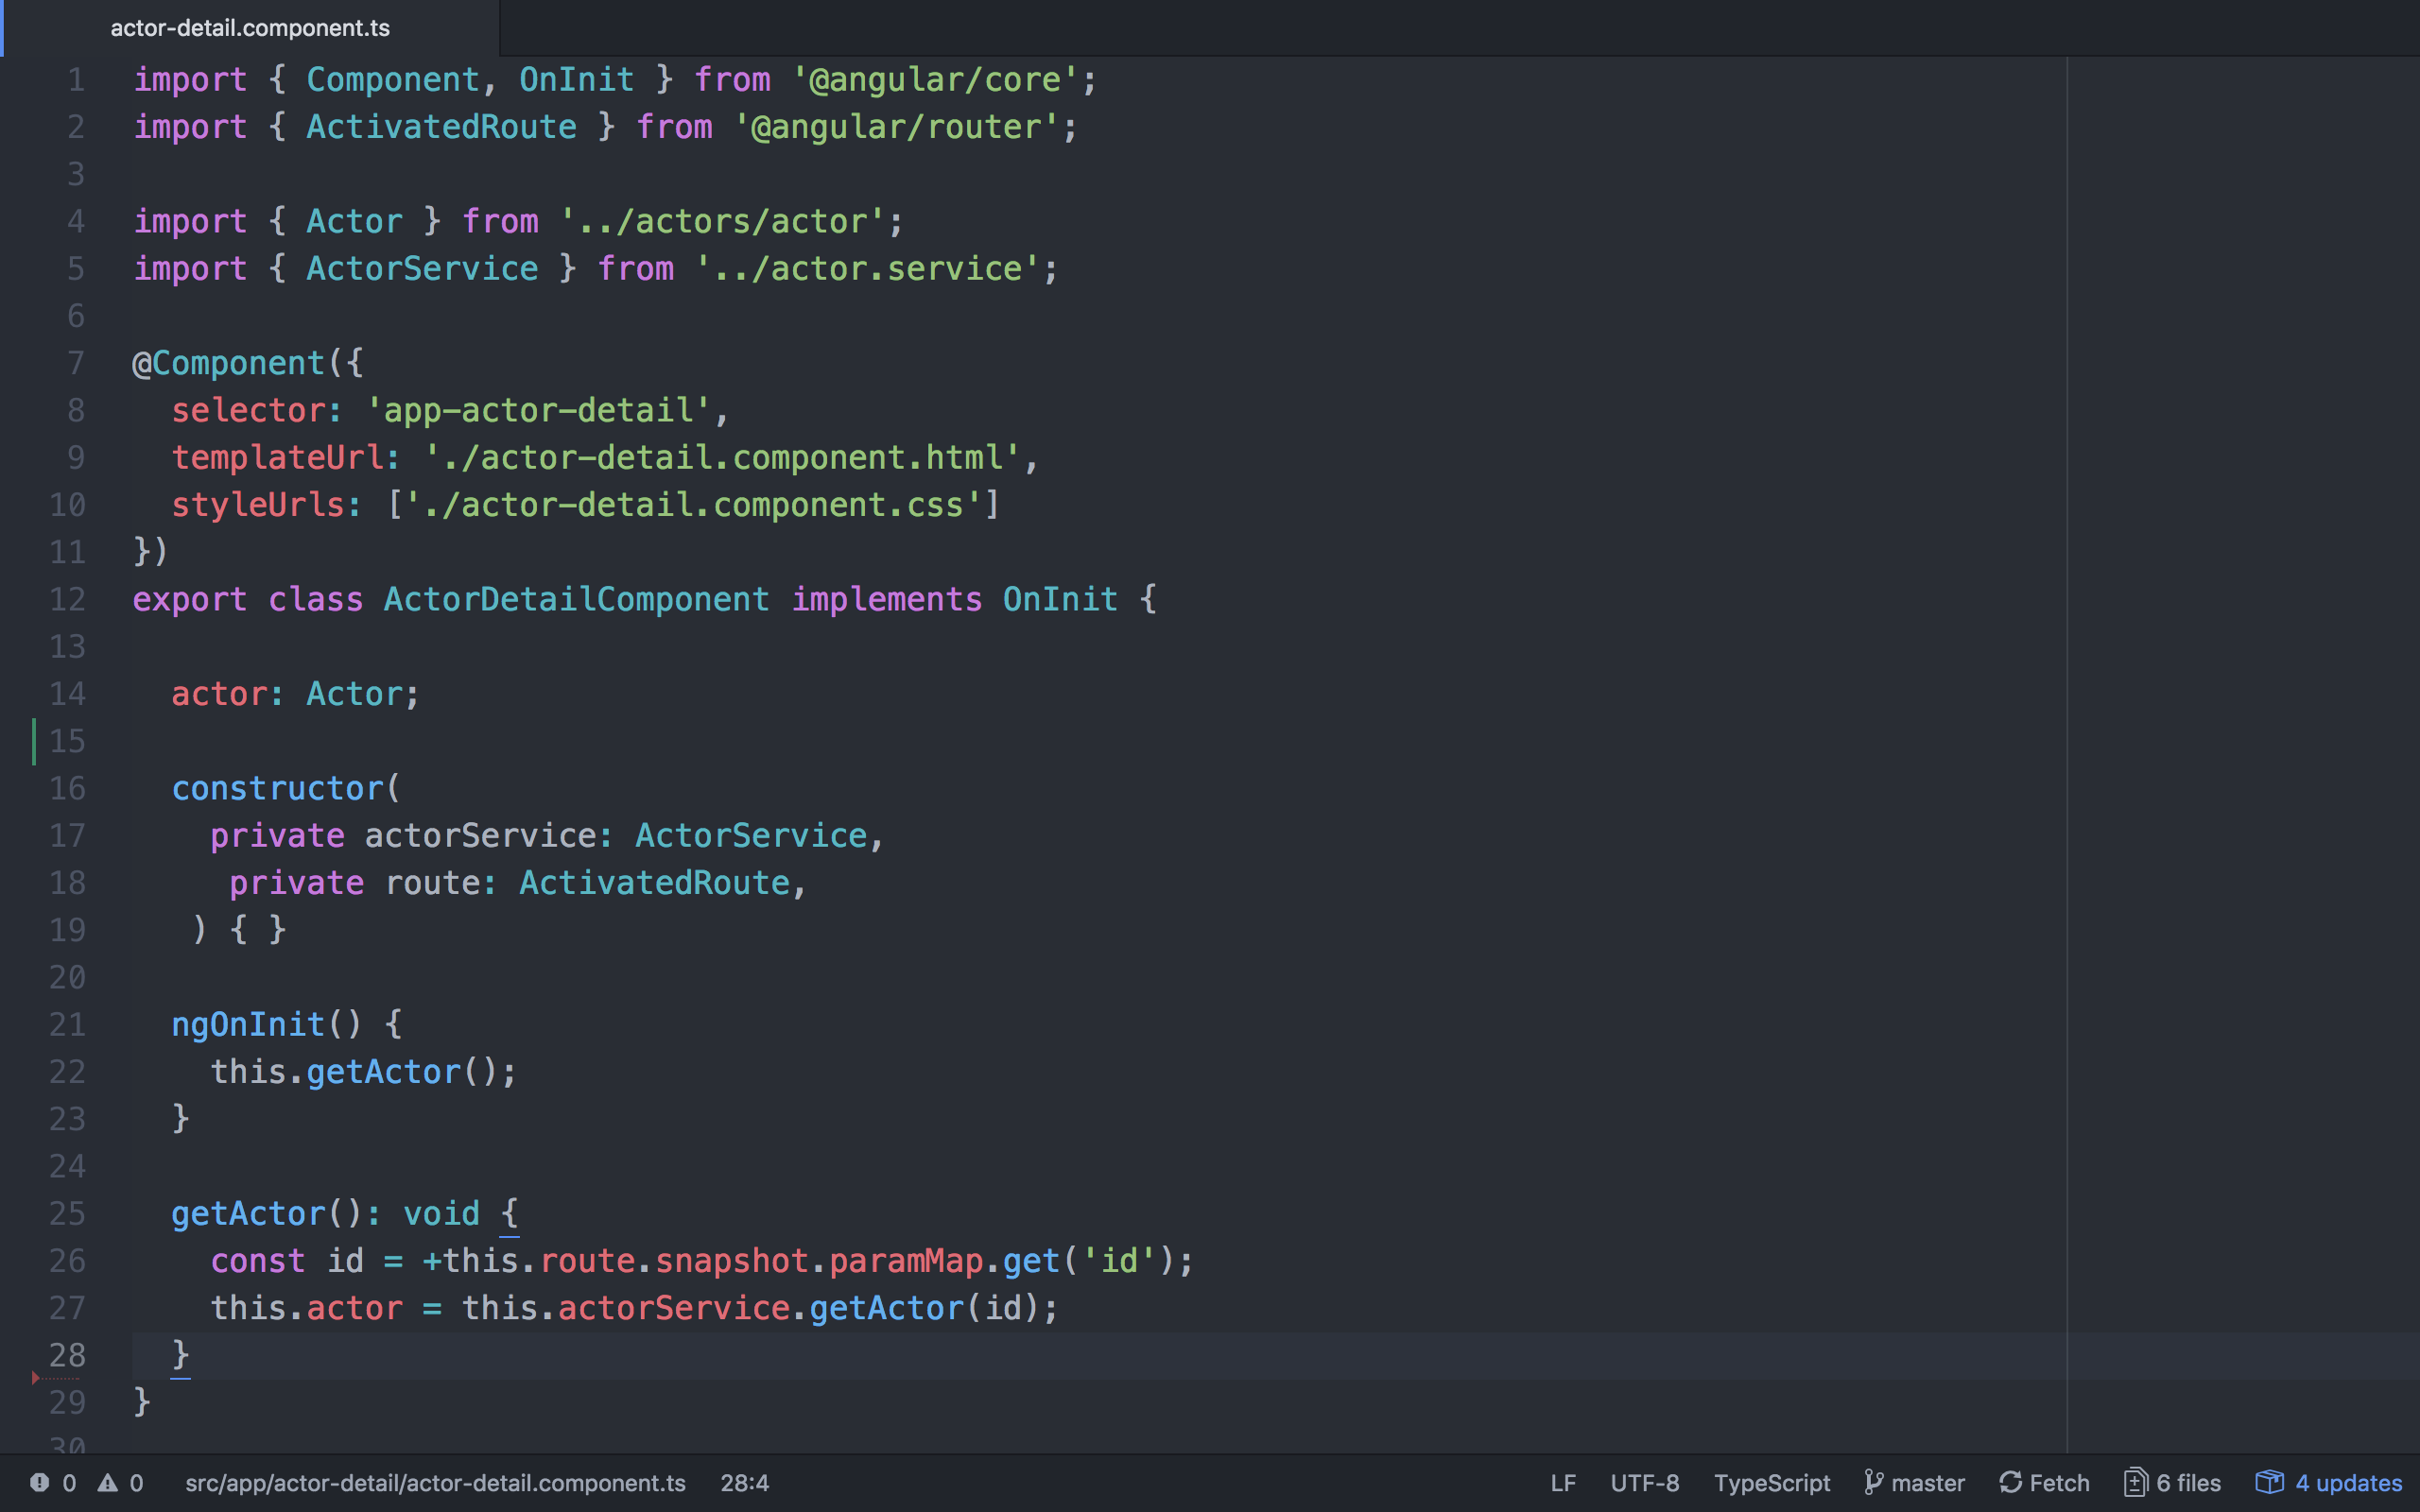 actor-detail.component.ts
1 import { Component, OnInit } from '@angular/core';
2 import { ActivatedRoute } from '@angular/router';
3
4 import { Actor } from '../actors/actor';
5 import { ActorService } from '../actor.service';
6
7 @Component({
8   selector: 'app-actor-detail',
9   templateUrl: './actor-detail.component.html',
10   styleUrls: ['./actor-detail.component.css']
11 })
12 export class ActorDetailComponent implements OnInit {
13
14   actor: Actor;
15
16   constructor(
17     private actorService: ActorService,
18      private route: ActivatedRoute,
19    ) { }
20
21   ngOnInit() {
22     this.getActor();
23   }
24
25   getActor(): void {
26     const id = +this.route.snapshot.paramMap.get('id');
27     this.actor = this.actorService.getActor(id);
28   }
29 }
30
0 0 src/app/actor-detail/actor-detail.component.ts 28:4 LF UTF-8 TypeScript master Fetch 6 files 4 updates